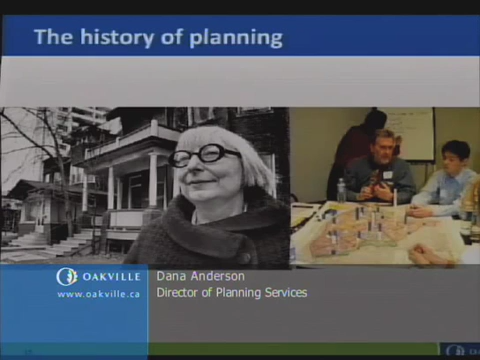 The history of planning
OAKVILLE
www.oakville.ca
Dana Anderson
Director of Planning Services